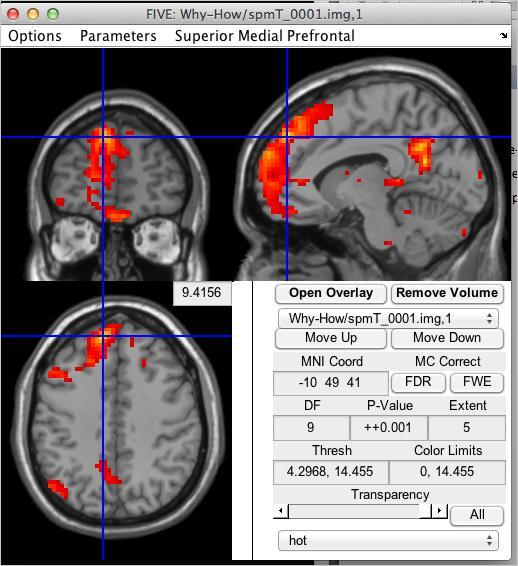 FIVE: Why-How/spmT_0001.img,1
Options Parameters Superior Medial Prefrontal
9.4156
Open Overlay Remove Volume
Why-How/spmT_0001.img,1
Move Up Move Down
MNI Coord MC Correct
-10 49 41 FDR FWE
DF P-Value Extent
9 ++0.001 5
Thresh Color Limits
4.2968, 14.455 0, 14.455
Transparency
All
hot